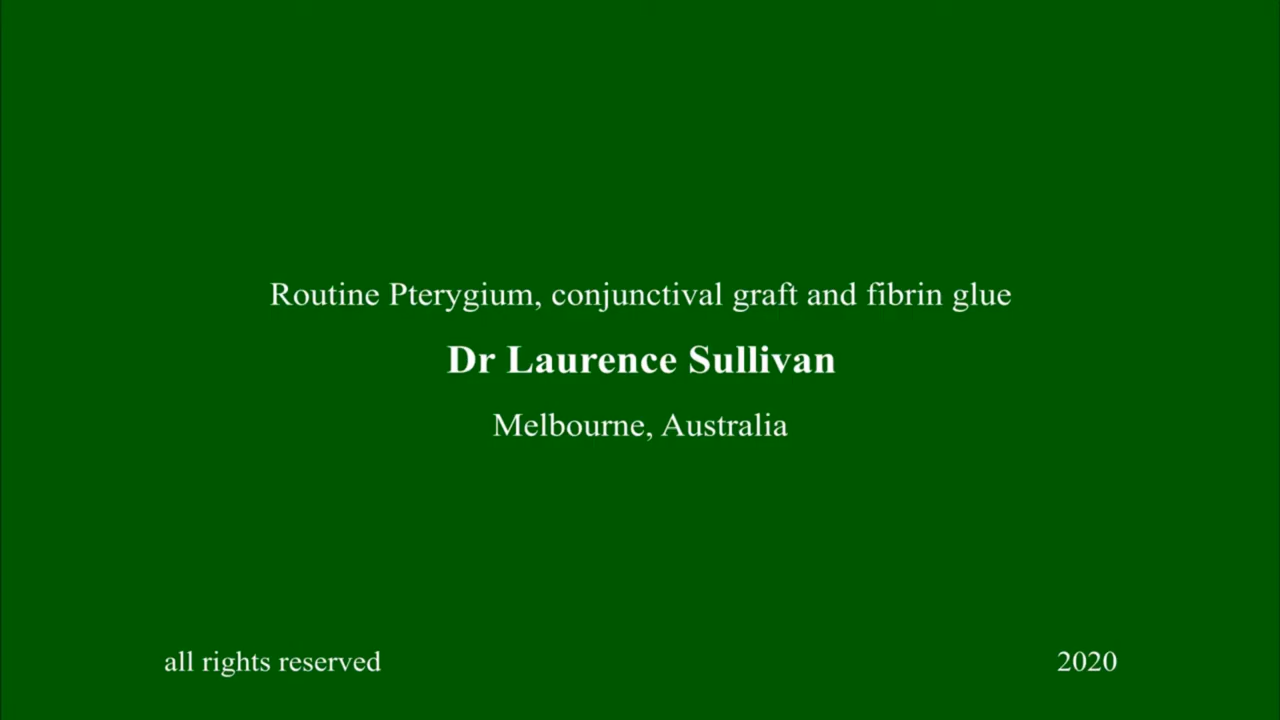 Routine Pterygium, conjunctival graft and fibrin glue
Dr Laurence Sullivan
Melbourne, Australia
all rights reserved
2020